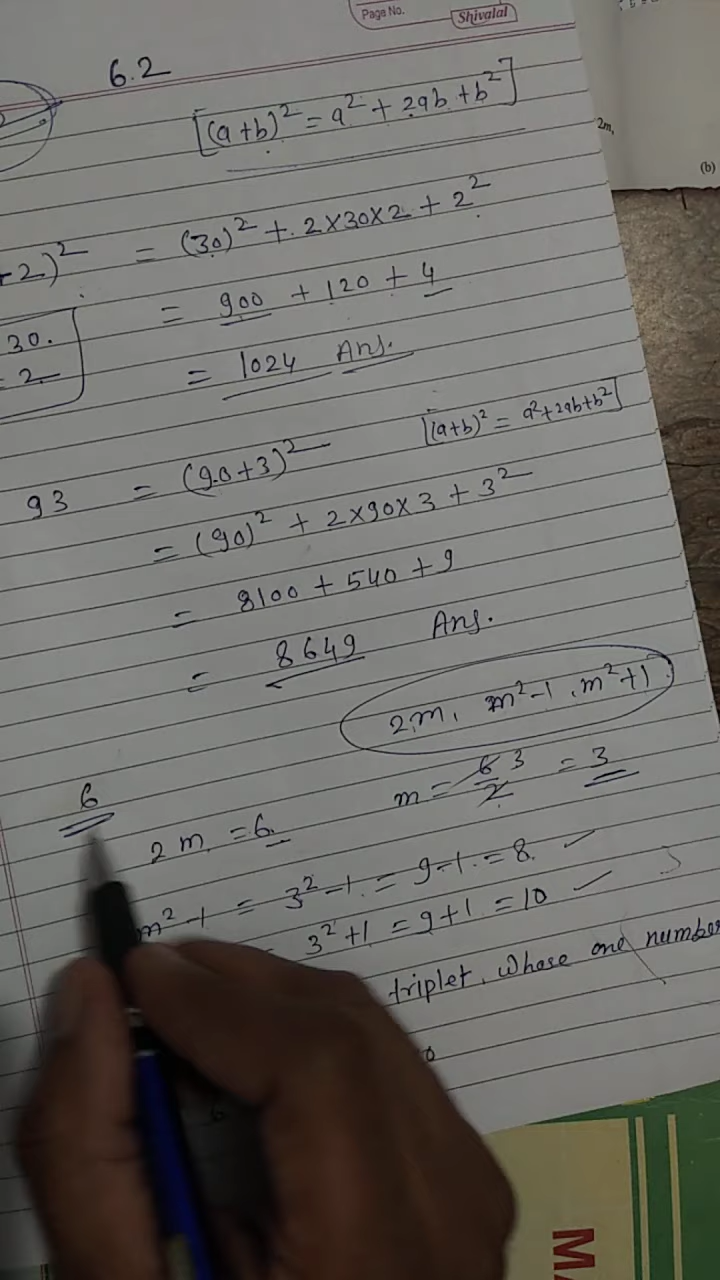 Page No.
Shivalal
6.2
[(a+b)² = a² + 2ab + b²]
2m,
(b)
+2)² = (30)² + 2×30×2 + 2²
= 900 + 120 + 4
30.
= 2
= 1024 Ans.
[(a+b)² = a²+2ab+b²]
93 = (90+3)²
= (90)² + 2×90×3 + 3²
= 8100 + 540 + 9
= 8649 Ans.
2m, m²-1, m²+1
6
2m = 6
m = 6/2 3 = 3
m²-1 = 3²-1 = 9-1 = 8
= 3²+1 = 9+1 = 10
triplet, whose one number
MA